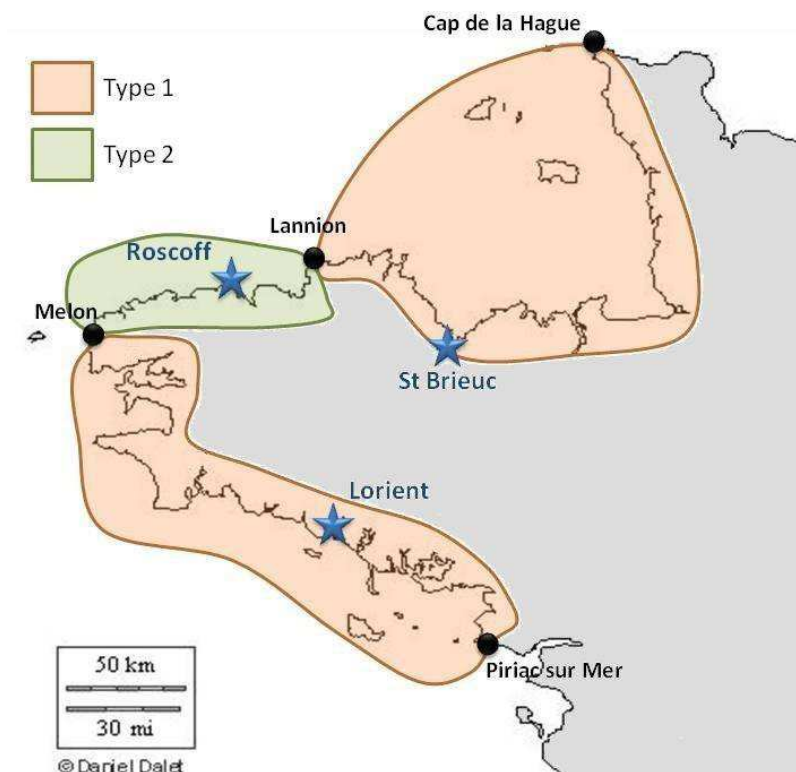 Cap de la Hague
Type 1
Type 2
Lannion
Roscoff
Melon
St Brieuc
Lorient
Piriac sur Mer
50 km
30 mi
© Daniel Dalet